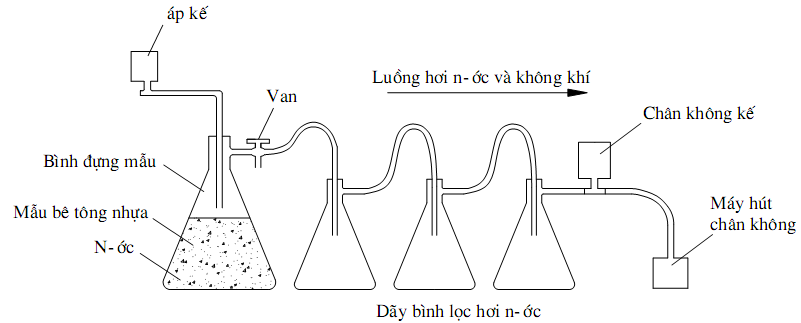 áp kế
Luồng hơi n-ớc và không khí
Van
Chân không kế
Bình đựng mẫu
Mẫu bê tông nhựa
Máy hút
chân không
N-ớc
Dãy bình lọc hơi n-ớc